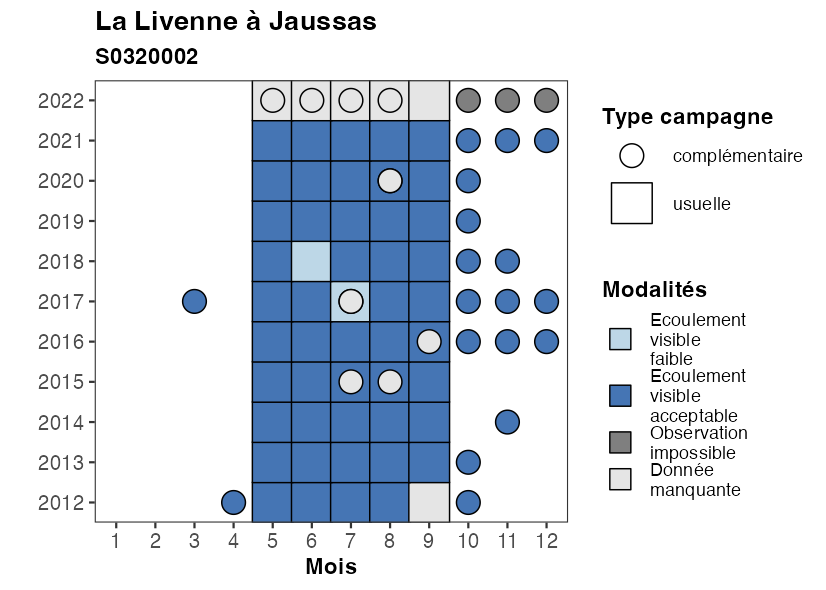 La Livenne à Jaussas
S0320002
2022
2021
2020
2019
2018
2017
2016
2015
2014
2013
2012
1 2 3 4 5 6 7 8 9 10 11 12
Mois
Type campagne
complémentaire
usuelle
Modalités
Ecoulement
visible
faible
Ecoulement
visible
acceptable
Observation
impossible
Donnée
manquante